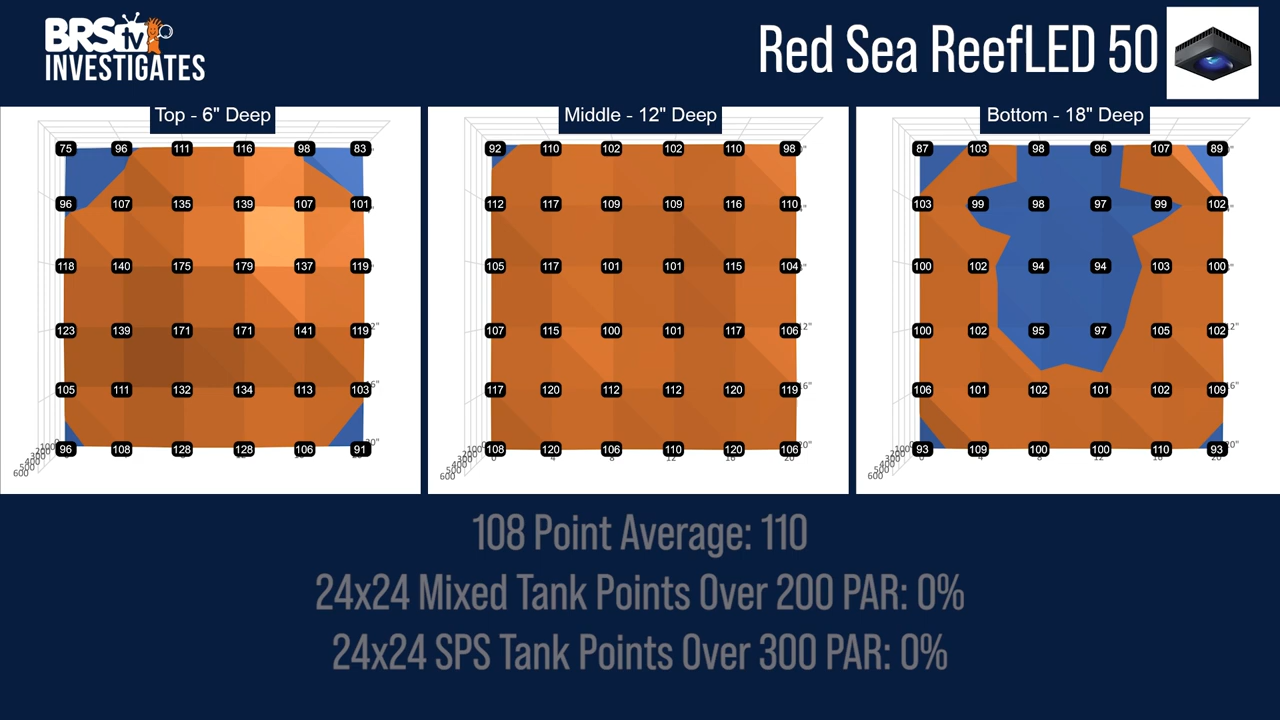 BRStv
INVESTIGATES
Red Sea ReefLED 50
Top - 6" Deep
75 96 111 116 98 83
96 107 135 139 107 101
118 140 175 179 137 119
123 139 171 171 141 119
105 111 132 134 113 103
96 108 128 128 106 91
Middle - 12" Deep
92 110 102 102 110 98
112 117 109 109 116 110
105 117 101 101 115 104
107 115 100 101 117 106
117 120 112 112 120 119
108 120 106 110 120 106
Bottom - 18" Deep
87 103 98 96 107 89
103 99 98 97 99 102
100 102 94 94 103 100
100 102 95 97 105 102
106 101 102 101 102 109
93 109 100 100 110 93
108 Point Average: 110
24x24 Mixed Tank Points Over 200 PAR: 0%
24x24 SPS Tank Points Over 300 PAR: 0%